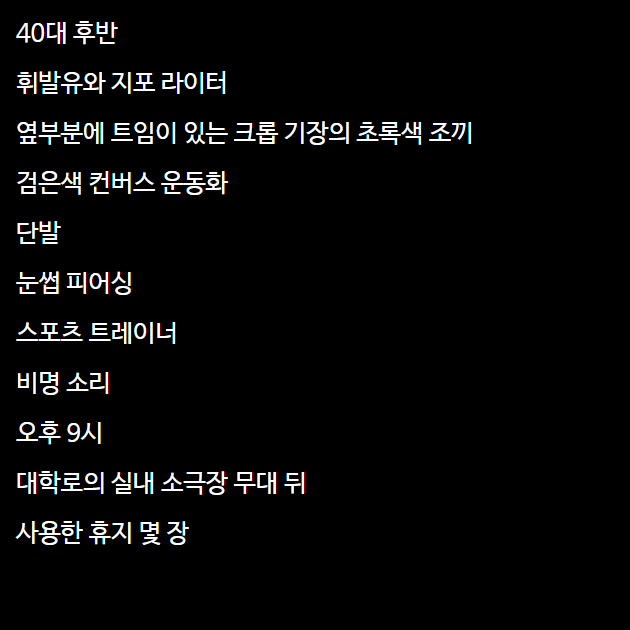 40대 후반
휘발유와 지포 라이터
옆부분에 트임이 있는 크롭 기장의 초록색 조끼
검은색 컨버스 운동화
단발
눈썹 피어싱
스포츠 트레이너
비명 소리
오후 9시
대학로의 실내 소극장 무대 뒤
사용한 휴지 몇 장